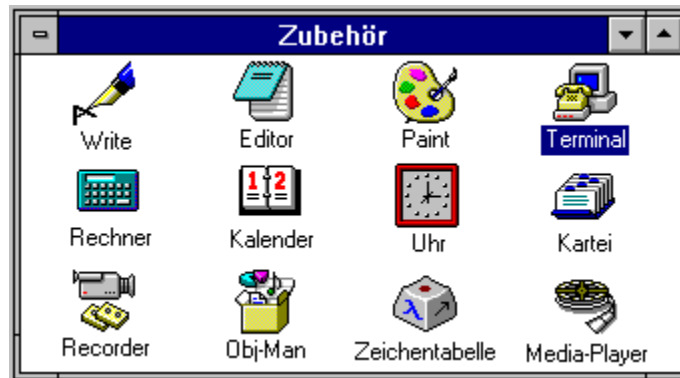 Zubehör
Write Editor Paint Terminal
Rechner Kalender Uhr Kartei
Recorder Obj-Man Zeichentabelle Media-Player